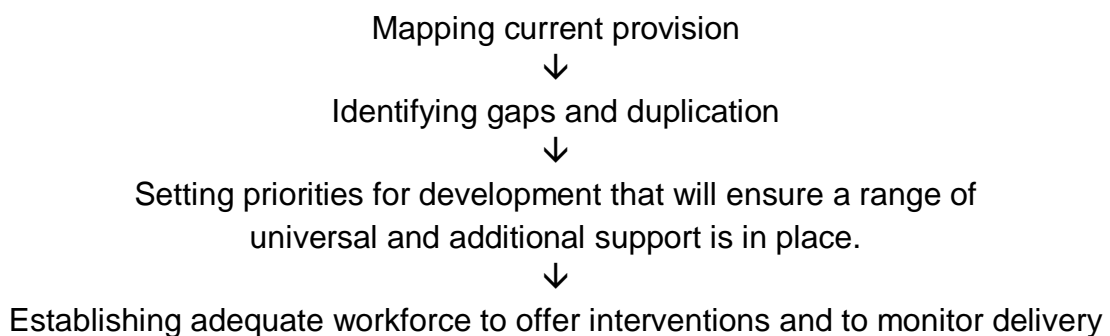 Mapping current provision
↓
Identifying gaps and duplication
↓
Setting priorities for development that will ensure a range of
universal and additional support is in place.
↓
Establishing adequate workforce to offer interventions and to monitor delivery